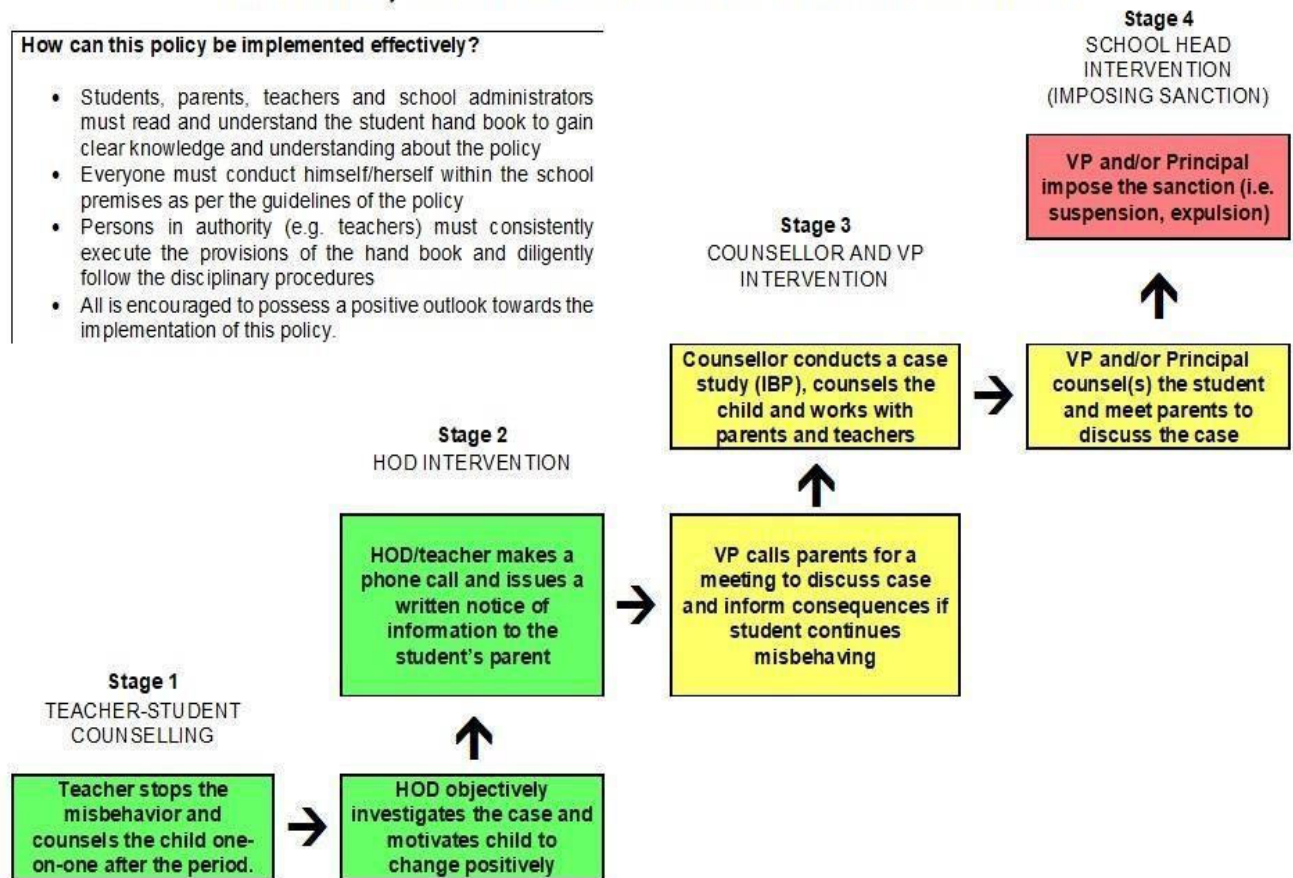 How can this policy be implemented effectively?
• Students, parents, teachers and school administrators
must read and understand the student hand book to gain
clear knowledge and understanding about the policy
• Everyone must conduct himself/herself within the school
premises as per the guidelines of the policy
• Persons in authority (e.g. teachers) must consistently
execute the provisions of the hand book and diligently
follow the disciplinary procedures
• All is encouraged to possess a positive outlook towards the
implementation of this policy.
Stage 1
TEACHER-STUDENT
COUNSELLING
Teacher stops the
misbehavior and
counsels the child one-
on-one after the period.
Stage 2
HOD INTERVENTION
HOD objectively
investigates the case and
motivates child to
change positively
HOD/teacher makes a
phone call and issues a
written notice of
information to the
student's parent
Stage 3
COUNSELLOR AND VP
INTERVENTION
VP calls parents for a
meeting to discuss case
and inform consequences if
student continues
misbehaving
Counsellor conducts a case
study (IBP), counsels the
child and works with
parents and teachers
Stage 4
SCHOOL HEAD
INTERVENTION
(IMPOSING SANCTION)
VP and/or Principal
counsel(s) the student
and meet parents to
discuss the case
VP and/or Principal
impose the sanction (i.e.
suspension, expulsion)